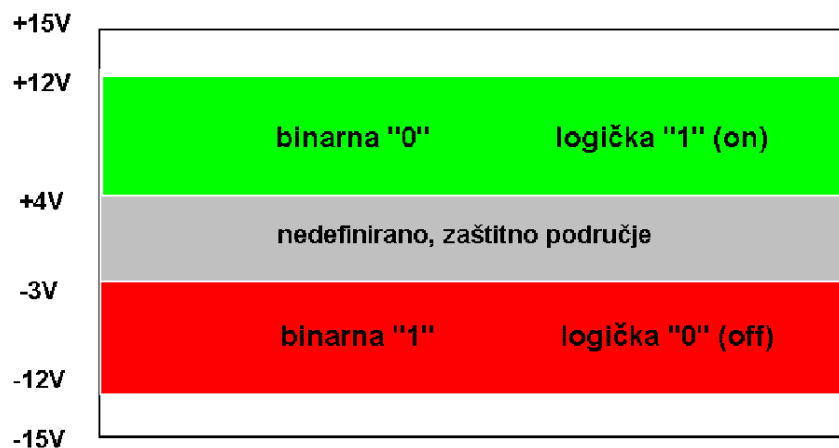 +15V
+12V
binarna "0" logička "1" (on)
+4V
nedefinirano, zaštitno područje
-3V
binarna "1" logička "0" (off)
-12V
-15V